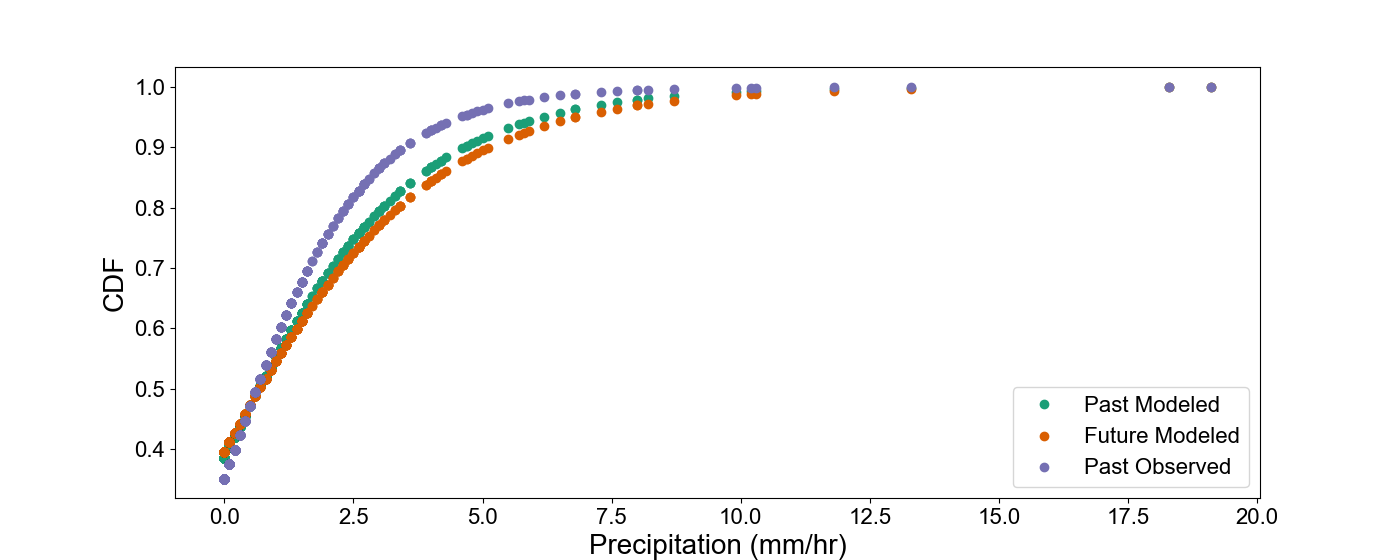 1.0
0.9
0.8
0.7
0.6
0.5
0.4
CDF
Past Modeled
Future Modeled
Past Observed
0.0 2.5 5.0 7.5 10.0 12.5 15.0 17.5 20.0
Precipitation (mm/hr)